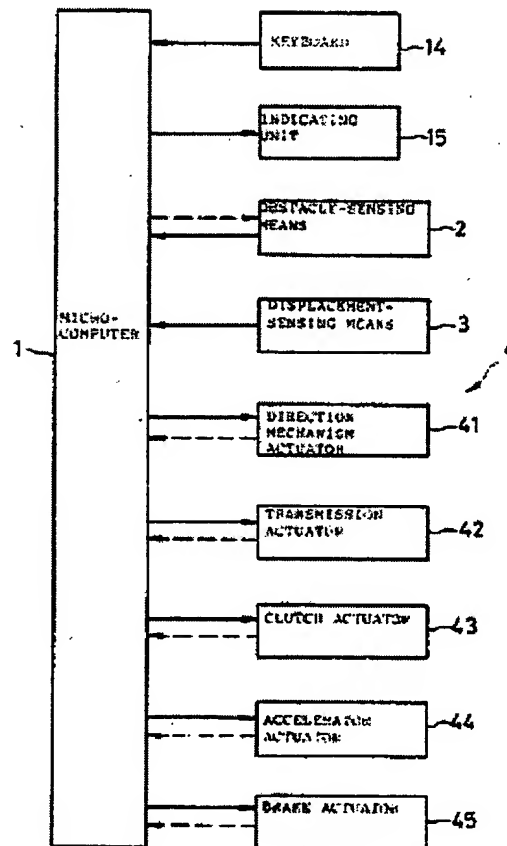 KEYBOARD
14
INDICATING
UNIT
15
OBSTACLE-SENSING
MEANS
2
MICRO-
COMPUTER
1
DISPLACEMENT-
SENSING MEANS
3
4
DIRECTION
MECHANISM
ACTUATOR
41
TRANSMISSION
ACTUATOR
42
CLUTCH ACTUATOR
43
ACCELERATOR
ACTUATOR
44
BRAKE ACTUATOR
45